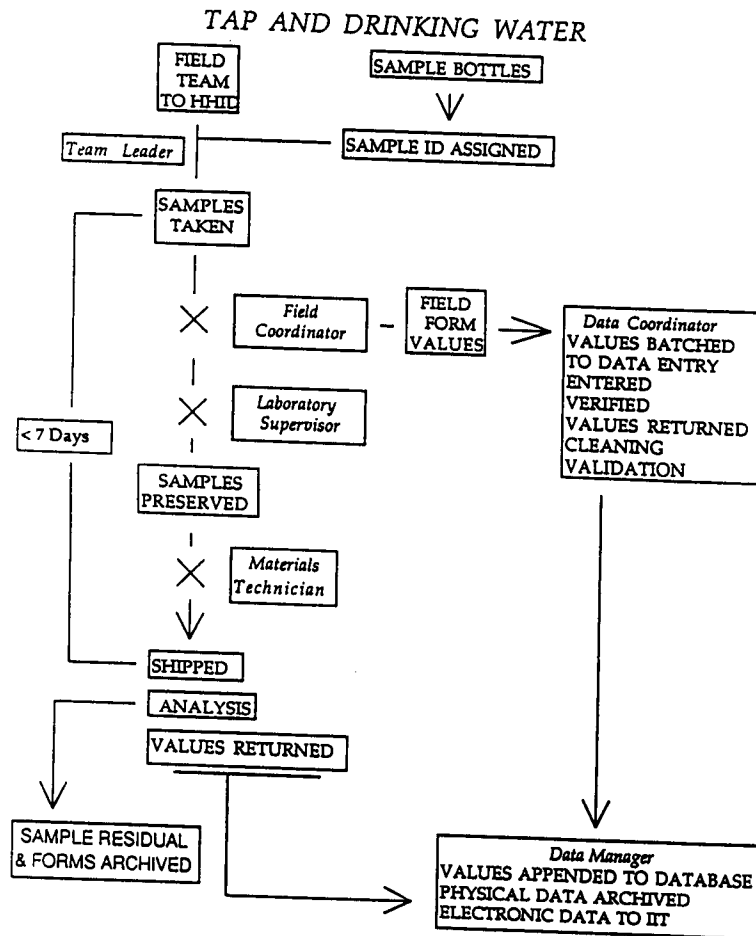 TAP AND DRINKING WATER
FIELD
TEAM
TO HHID
SAMPLE BOTTLES
Team Leader
SAMPLE ID ASSIGNED
SAMPLES
TAKEN
Field
Coordinator
FIELD
FORM
VALUES
Data Coordinator
VALUES BATCHED
TO DATA ENTRY
ENTERED
VERIFIED
VALUES RETURNED
CLEANING
VALIDATION
Laboratory
Supervisor
< 7 Days
SAMPLES
PRESERVED
Materials
Technician
SHIPPED
ANALYSIS
VALUES RETURNED
SAMPLE RESIDUAL
& FORMS ARCHIVED
Data Manager
VALUES APPENDED TO DATABASE
PHYSICAL DATA ARCHIVED
ELECTRONIC DATA TO IIT